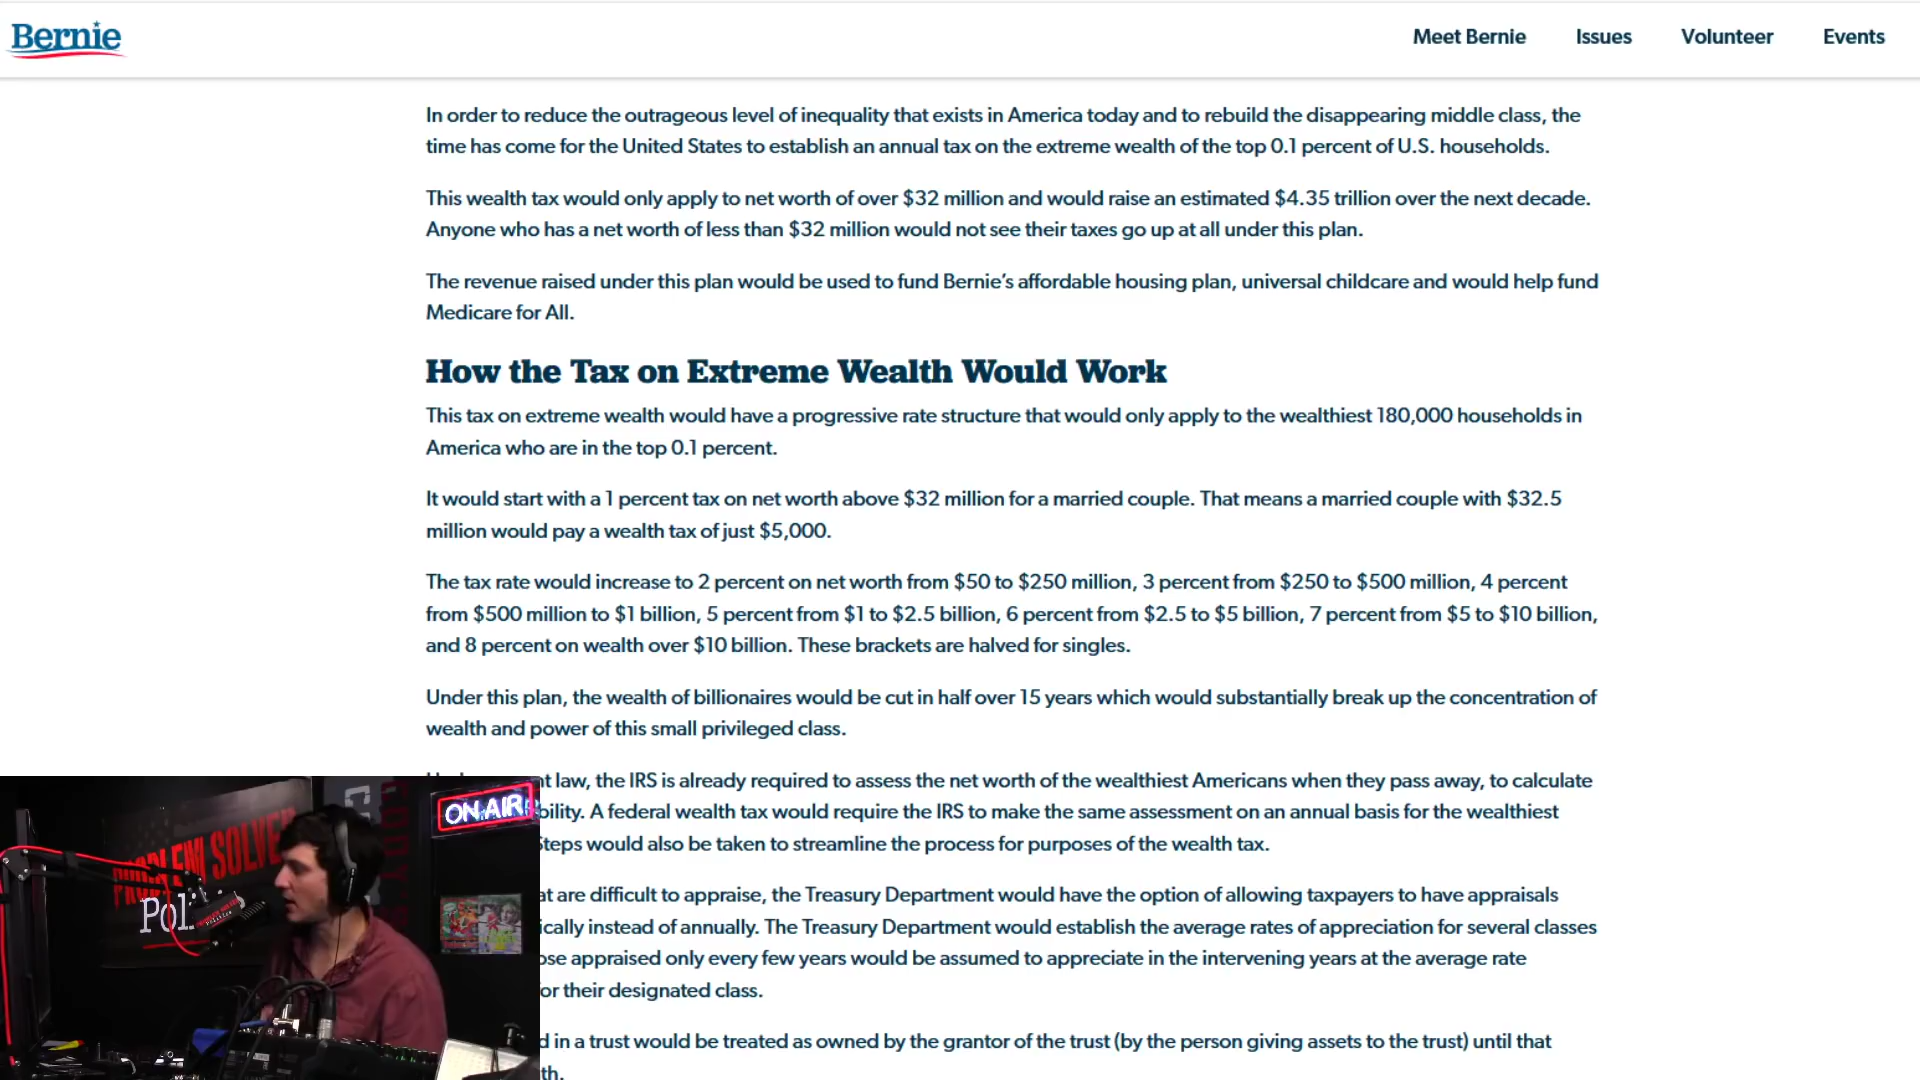 Bernie
Meet Bernie Issues Volunteer Events
In order to reduce the outrageous level of inequality that exists in America today and to rebuild the disappearing middle class, the
time has come for the United States to establish an annual tax on the extreme wealth of the top 0.1 percent of U.S. households.
This wealth tax would only apply to net worth of over $32 million and would raise an estimated $4.35 trillion over the next decade.
Anyone who has a net worth of less than $32 million would not see their taxes go up at all under this plan.
The revenue raised under this plan would be used to fund Bernie’s affordable housing plan, universal childcare and would help fund
Medicare for All.
How the Tax on Extreme Wealth Would Work
This tax on extreme wealth would have a progressive rate structure that would only apply to the wealthiest 180,000 households in
America who are in the top 0.1 percent.
It would start with a 1 percent tax on net worth above $32 million for a married couple. That means a married couple with $32.5
million would pay a wealth tax of just $5,000.
The tax rate would increase to 2 percent on net worth from $50 to $250 million, 3 percent from $250 to $500 million, 4 percent
from $500 million to $1 billion, 5 percent from $1 to $2.5 billion, 6 percent from $2.5 to $5 billion, 7 percent from $5 to $10 billion,
and 8 percent on wealth over $10 billion. These brackets are halved for singles.
Under this plan, the wealth of billionaires would be cut in half over 15 years which would substantially break up the concentration of
wealth and power of this small privileged class.
law, the IRS is already required to assess the net worth of the wealthiest Americans when they pass away, to calculate
A federal wealth tax would require the IRS to make the same assessment on an annual basis for the wealthiest
Steps would also be taken to streamline the process for purposes of the wealth tax.
at are difficult to appraise, the Treasury Department would have the option of allowing taxpayers to have appraisals
ically instead of annually. The Treasury Department would establish the average rates of appreciation for several classes
ose appraised only every few years would be assumed to appreciate in the intervening years at the average rate
or their designated class.
d in a trust would be treated as owned by the grantor of the trust (by the person giving assets to the trust) until that
th.
ON AIR
PROBLEM SOLVER
Poli